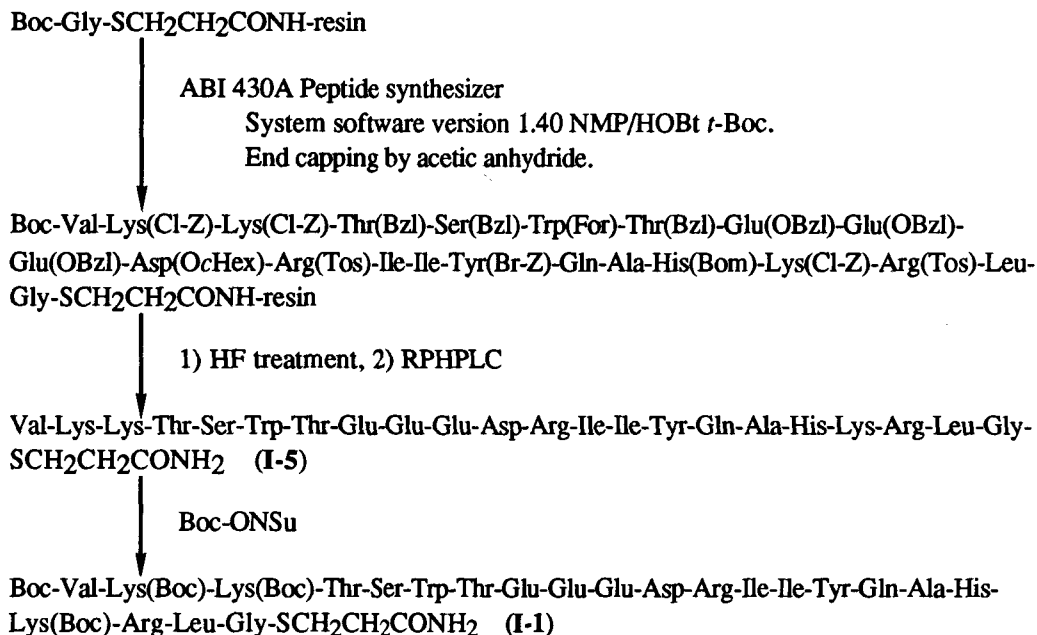 Boc-Gly-SCH2CH2CONH-resin
ABI 430A Peptide synthesizer
System software version 1.40 NMP/HOBt t-Boc.
End capping by acetic anhydride.
Boc-Val-Lys(Cl-Z)-Lys(Cl-Z)-Thr(Bzl)-Ser(Bzl)-Trp(For)-Thr(Bzl)-Glu(OBzl)-Glu(OBzl)-
Glu(OBzl)-Asp(OcHex)-Arg(Tos)-Ile-Ile-Tyr(Br-Z)-Gln-Ala-His(Bom)-Lys(Cl-Z)-Arg(Tos)-Leu-
Gly-SCH2CH2CONH-resin
1) HF treatment, 2) RPHPLC
Val-Lys-Lys-Thr-Ser-Trp-Thr-Glu-Glu-Glu-Asp-Arg-Ile-Ile-Tyr-Gln-Ala-His-Lys-Arg-Leu-Gly-
SCH2CH2CONH2 (I-5)
Boc-ONSu
Boc-Val-Lys(Boc)-Lys(Boc)-Thr-Ser-Trp-Thr-Glu-Glu-Glu-Asp-Arg-Ile-Ile-Tyr-Gln-Ala-His-
Lys(Boc)-Arg-Leu-Gly-SCH2CH2CONH2 (I-1)